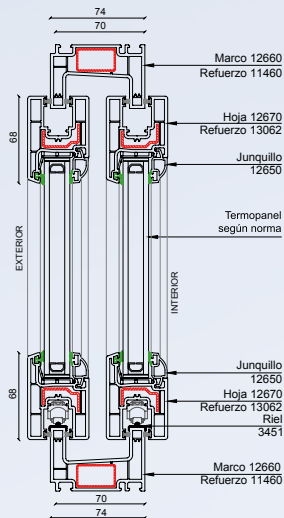 74
70
Marco 12660
Refuerzo 11460
Hoja 12670
Refuerzo 13062
68
Junquillo
12650
Termopanel
según norma
EXTERIOR
INTERIOR
Junquillo
12650
68
Hoja 12670
Refuerzo 13062
Riel
3451
Marco 12660
Refuerzo 11460
70
74